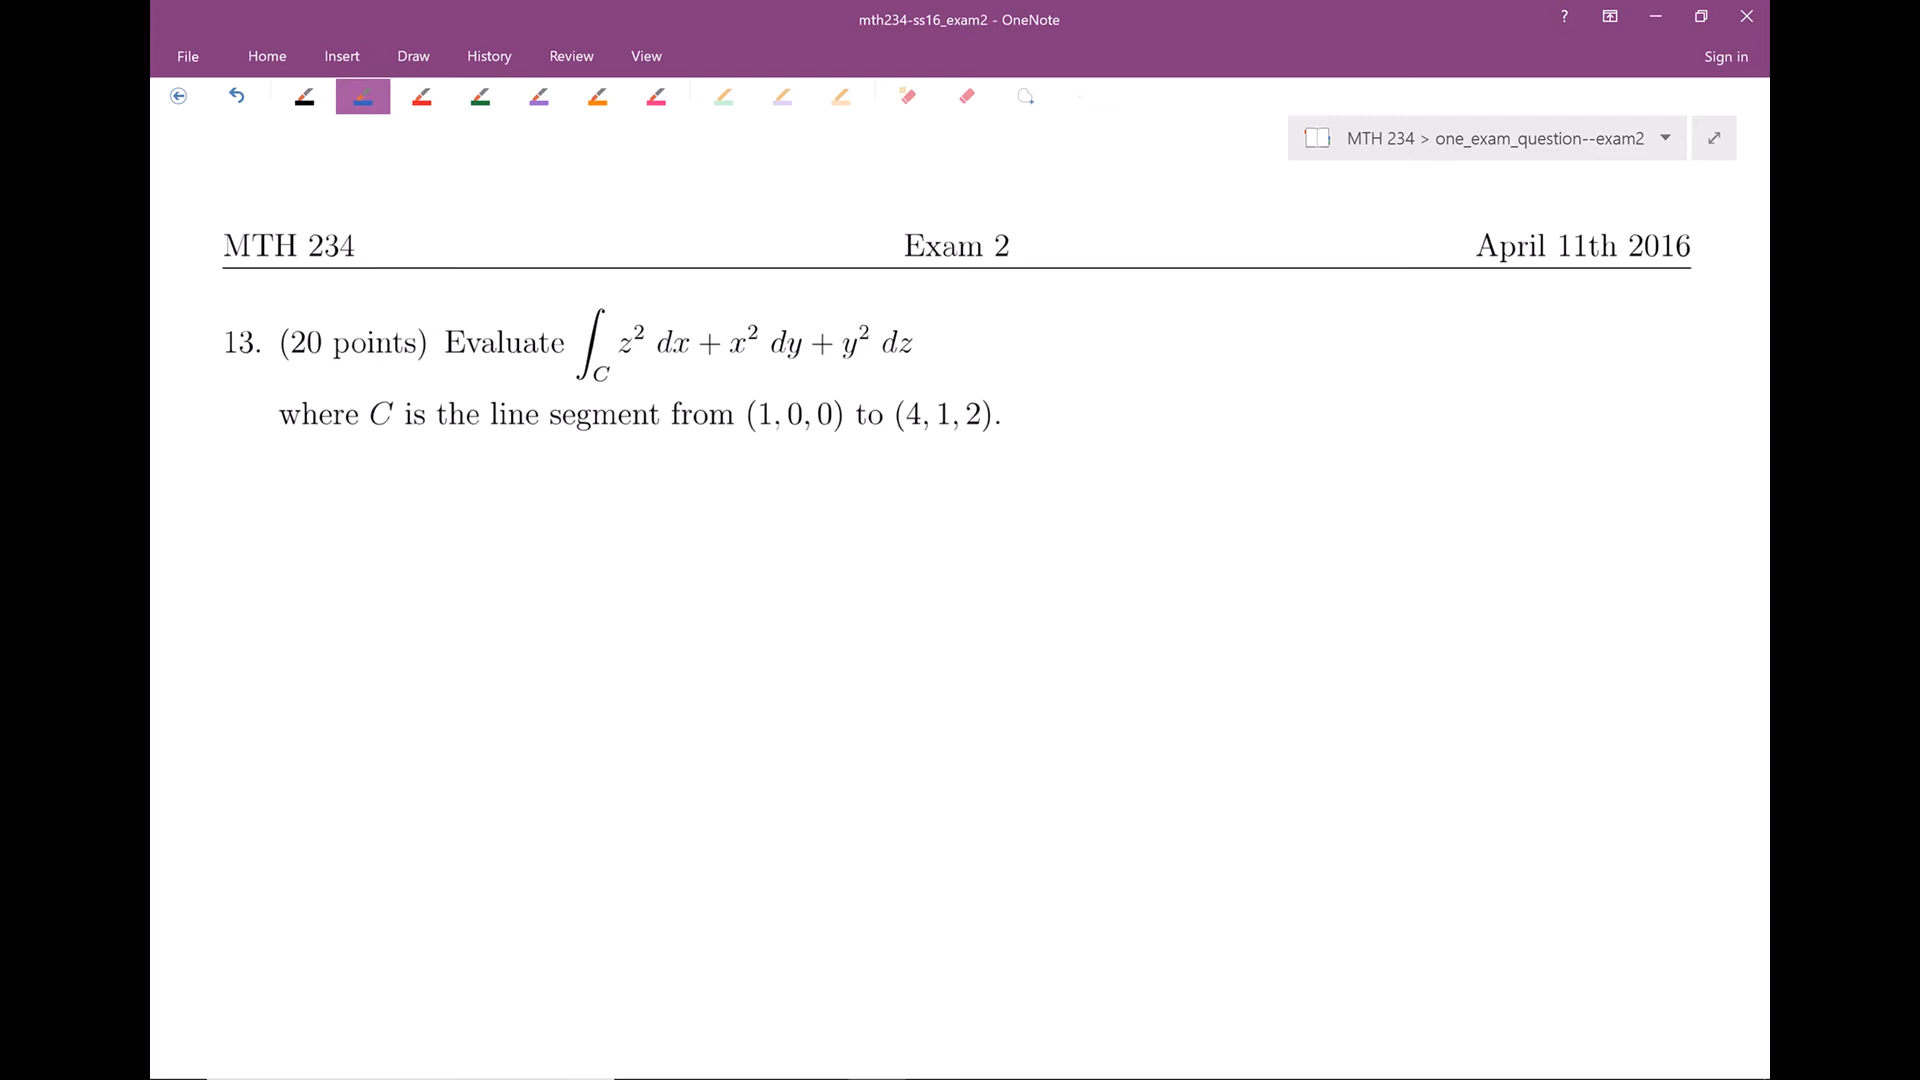 mth234-ss16_exam2 - OneNote
?
File Home Insert Draw History Review View Sign in
MTH 234 > one_exam_question--exam2
MTH 234 Exam 2 April 11th 2016
13. (20 points) Evaluate ∫_C z² dx + x² dy + y² dz
where C is the line segment from (1, 0, 0) to (4, 1, 2).